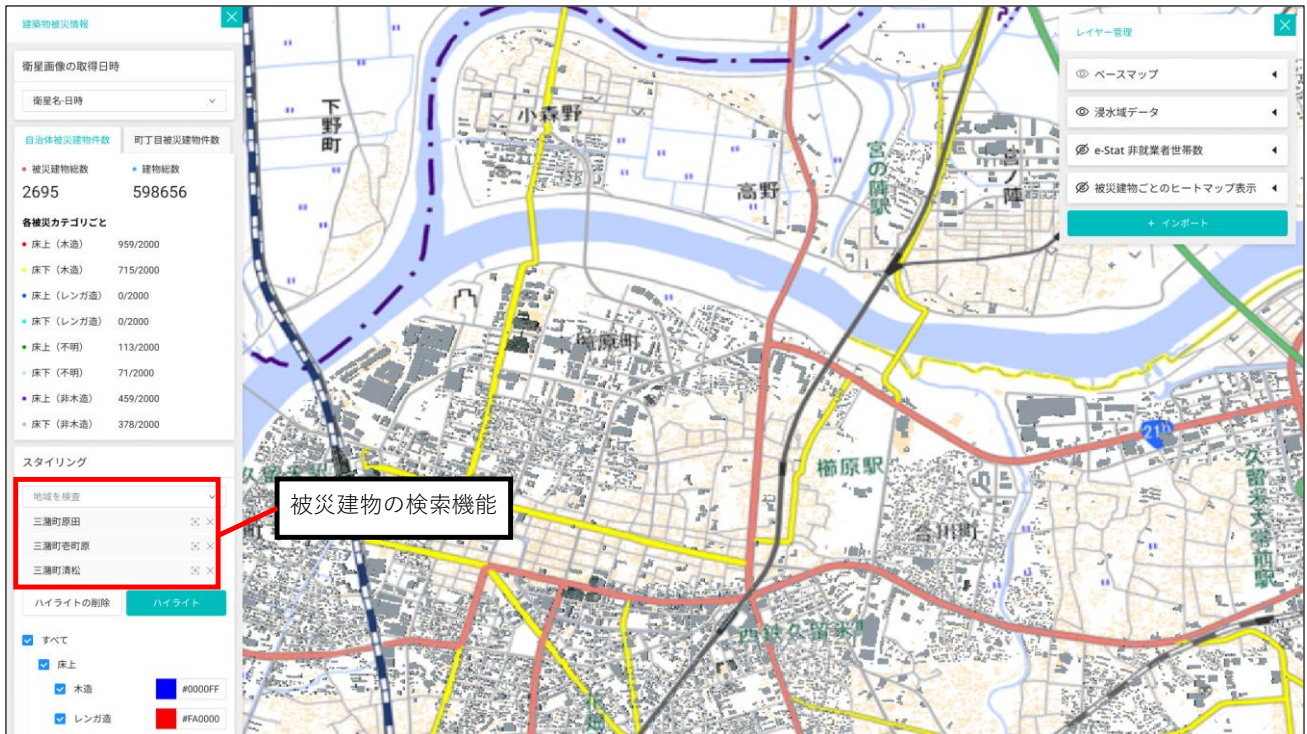 建築物被災情報
衛星画像の取得日時
衛星名-日時
自治体被災建物件数
町丁目被災建物件数
被災建物総数
建物総数
2695
598656
各被災カテゴリごと
床上（木造） 959/2000
床下（木造） 715/2000
床上（レンガ造） 0/2000
床下（レンガ造） 0/2000
床上（不明） 113/2000
床下（不明） 71/2000
床上（非木造） 459/2000
床下（非木造） 378/2000
スタイリング
地域を検査
三潴町原田
三潴町壱町原
三潴町清松
ハイライトの削除
ハイライト
すべて
床上
木造 #0000FF
レンガ造 #FA0000
被災建物の検索機能
下野町
小森野
高野
宮の陣駅
宮ノ陣
櫛原町
櫛原駅
合川町
西鉄久留米
久留米大学前駅
レイヤー管理
ベースマップ
浸水域データ
e-Stat 非就業者世帯数
被災建物ごとのヒートマップ表示
+ インポート